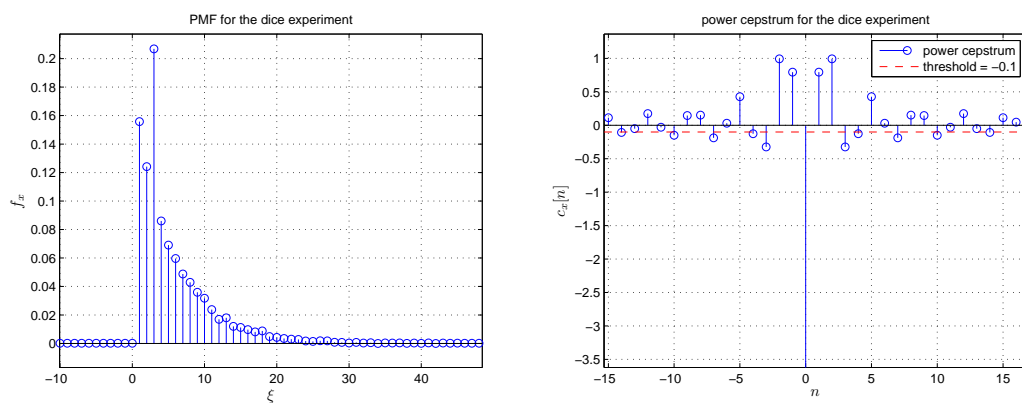 PMF for the dice experiment
0.2
0.18
0.16
0.14
0.12
0.1
0.08
0.06
0.04
0.02
0
f_x
−10 0 10 20 30 40
ξ
power cepstrum for the dice experiment
power cepstrum
threshold = −0.1
1
0.5
0
−0.5
−1
−1.5
−2
−2.5
−3
−3.5
c_x[n]
−15 −10 −5 0 5 10 15
n